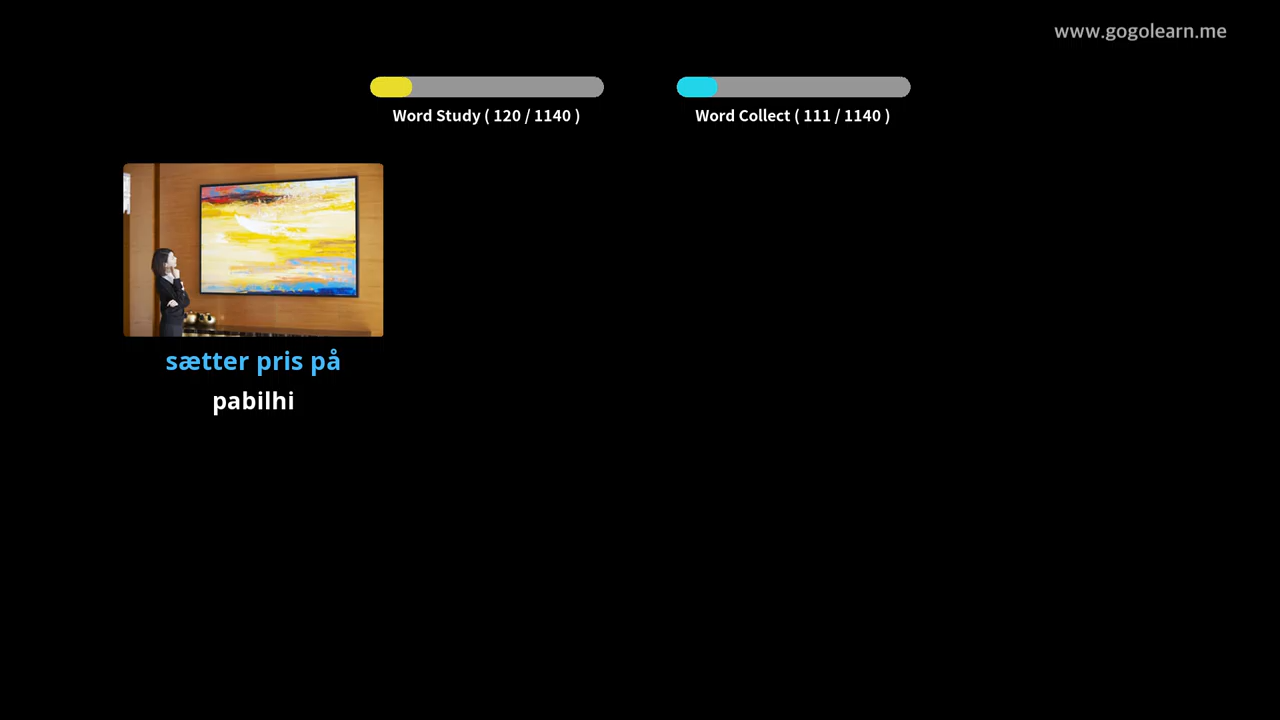 www.gogolearn.me
Word Study ( 120 / 1140 )
Word Collect ( 111 / 1140 )
sætter pris på
pabilhi